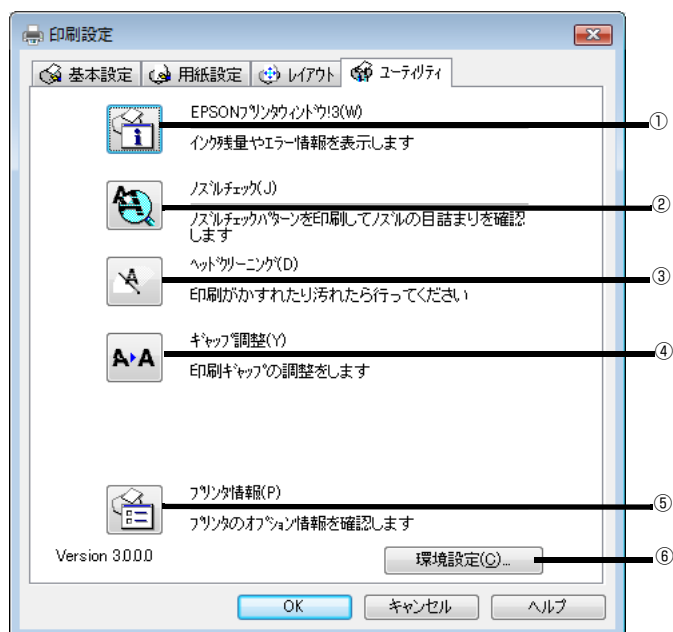 印刷設定
基本設定 用紙設定 レイアウト ユーティリティ
EPSONプリンタウィンドウ!3(W)
①
インク残量やエラー情報を表示します
ノズルチェック(J)
②
ノズルチェックパターンを印刷してノズルの目詰まりを確認
します
ヘッドクリーニング(D)
③
印刷がかすれたり汚れたら行ってください
ギャップ調整(Y)
④
印刷ギャップの調整をします
プリンタ情報(P)
⑤
プリンタのオプション情報を確認します
Version 3.0.0.0 環境設定(C)... ⑥
OK キャンセル ヘルプ